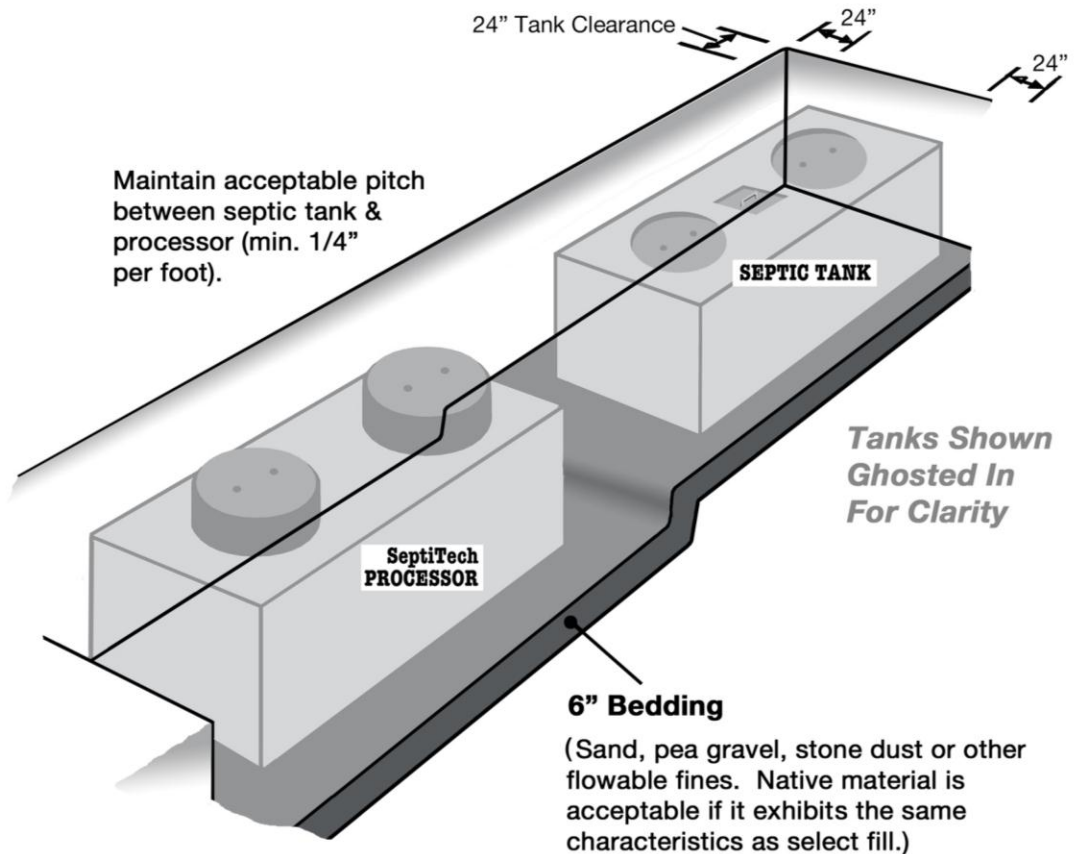 24” Tank Clearance
24”
24”
Maintain acceptable pitch
between septic tank &
processor (min. 1/4”
per foot).
SEPTIC TANK
Tanks Shown
Ghosted In
For Clarity
SeptiTech
PROCESSOR
6” Bedding
(Sand, pea gravel, stone dust or other
flowable fines.  Native material is
acceptable if it exhibits the same
characteristics as select fill.)